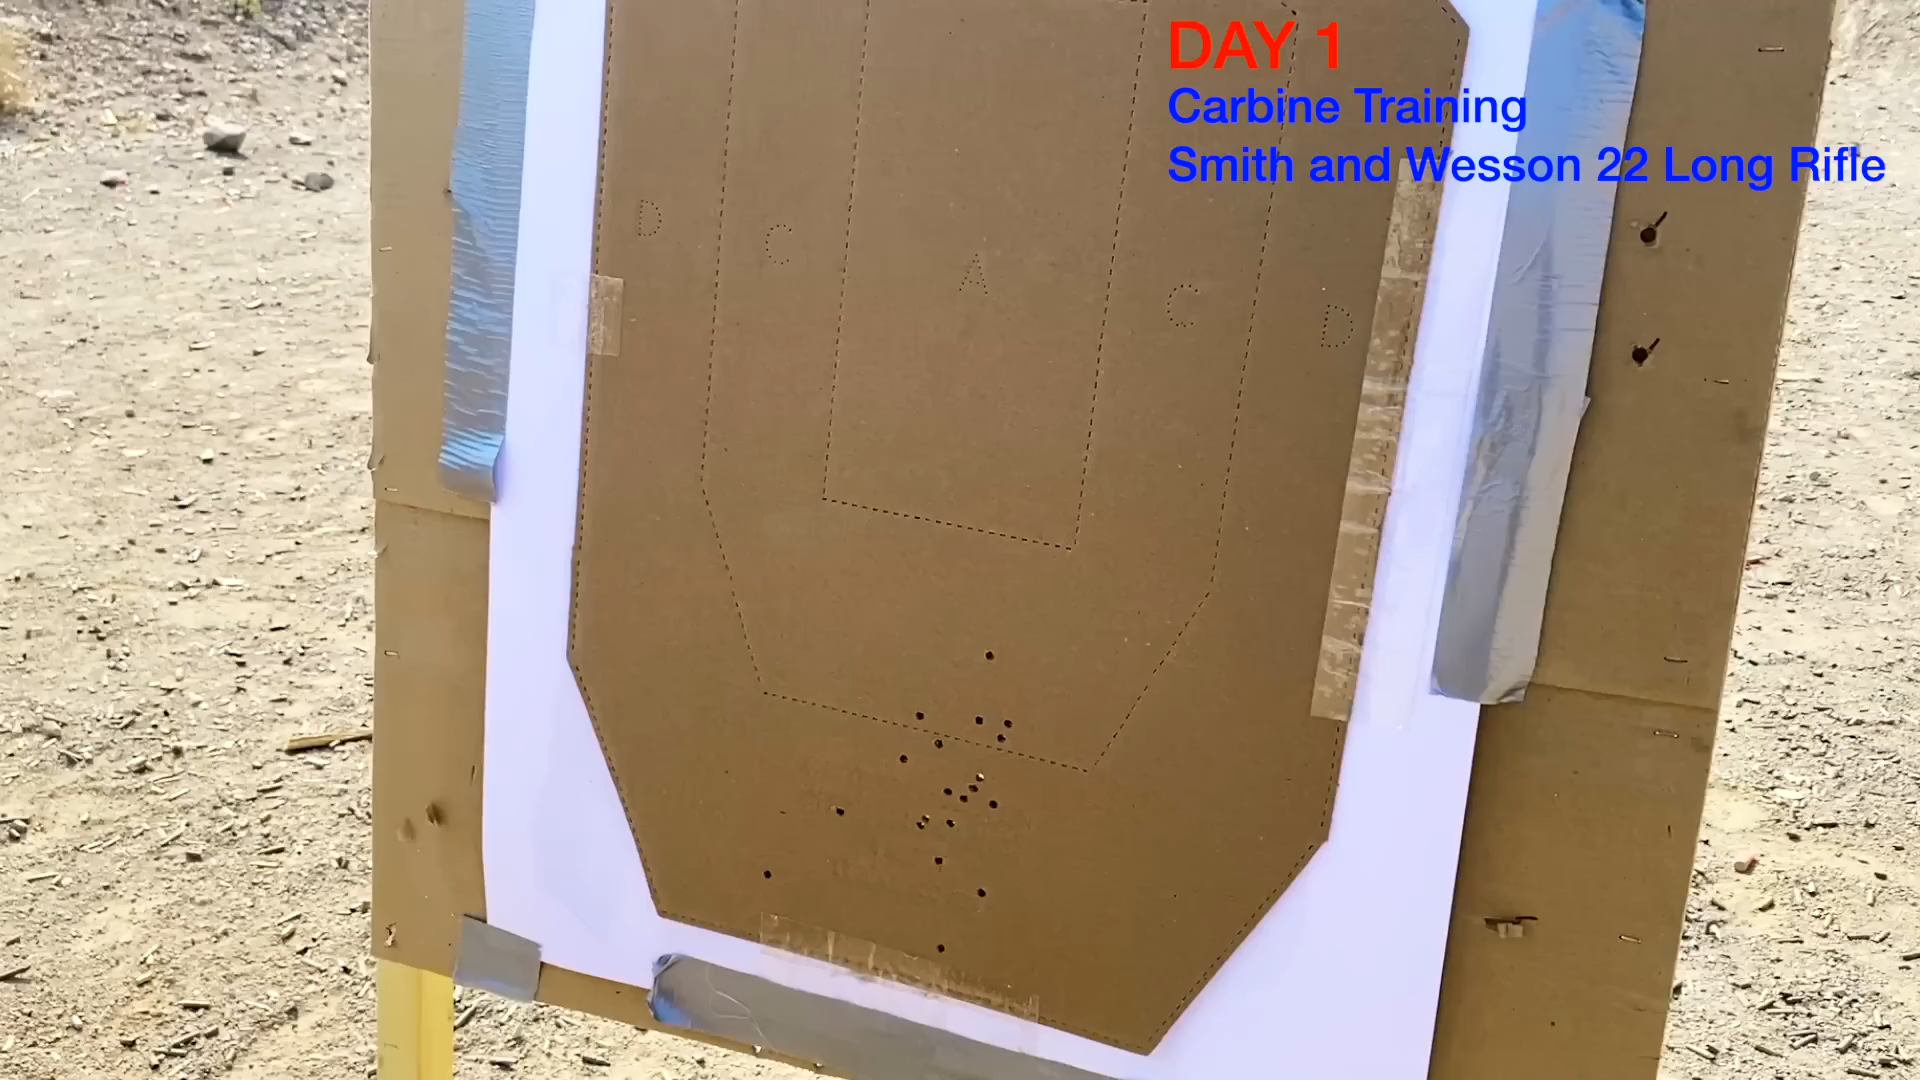 DAY 1
Carbine Training
Smith and Wesson 22 Long Rifle
D C A C D